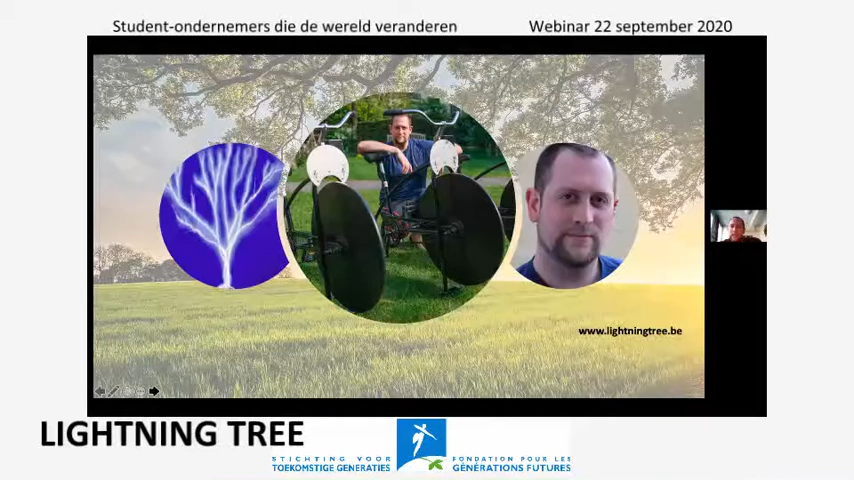 Student-ondernemers die de wereld veranderen
Webinar 22 september 2020
www.lightningtree.be
LIGHTNING TREE
STICHTING VOOR
TOEKOMSTIGE GENERATIES
FONDATION POUR LES
GÉNÉRATIONS FUTURES